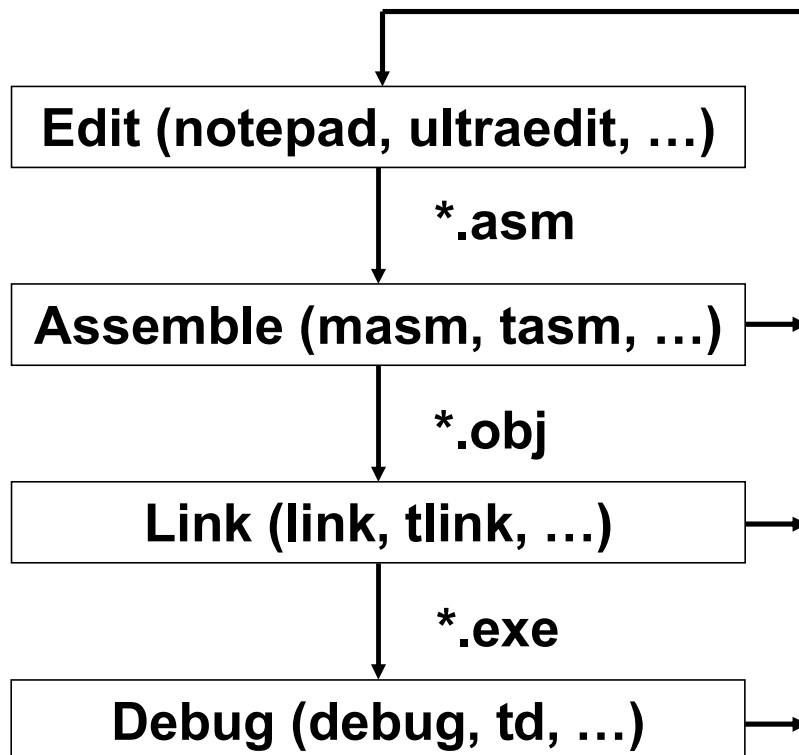 Edit (notepad, ultraedit, …)
*.asm
Assemble (masm, tasm, …)
*.obj
Link (link, tlink, …)
*.exe
Debug (debug, td, …)